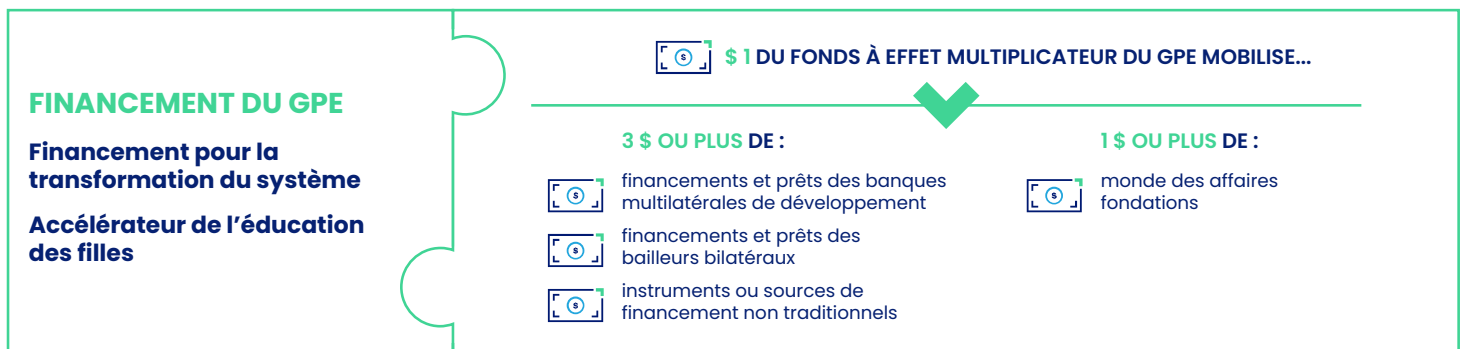 FINANCEMENT DU GPE
Financement pour la
transformation du système
Accélérateur de l'éducation
des filles
$ 1 DU FONDS À EFFET MULTIPLICATEUR DU GPE MOBILISE...
3 $ OU PLUS DE :
financements et prêts des banques
multilatérales de développement
financements et prêts des
bailleurs bilatéraux
instruments ou sources de
financement non traditionnels
1 $ OU PLUS DE :
monde des affaires
fondations